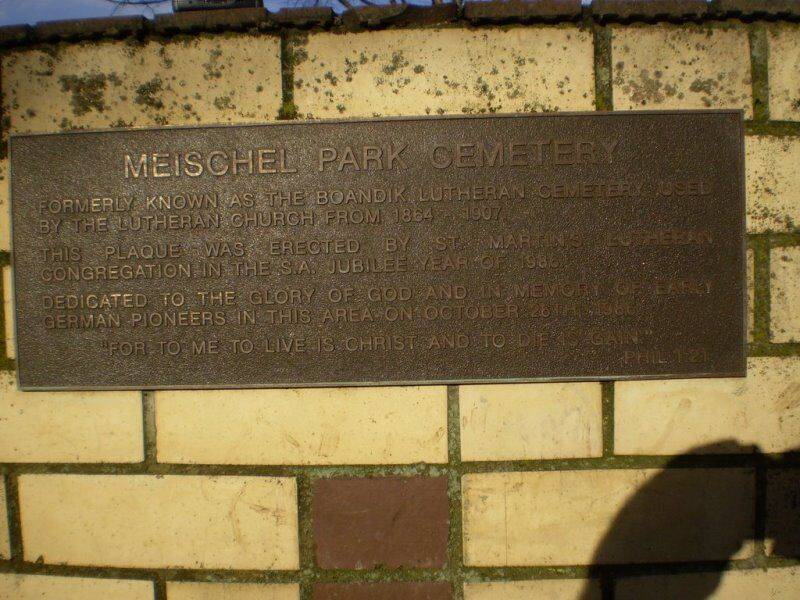 MEISCHEL PARK CEMETERY
FORMERLY KNOWN AS THE BOANDIK LUTHERAN CEMETERY USED
BY THE LUTHERAN CHURCH FROM 1864 - 1907.
THIS PLAQUE WAS ERECTED BY ST. MARTIN'S LUTHERAN
CONGREGATION IN THE S.A. JUBILEE YEAR OF 1986.
DEDICATED TO THE GLORY OF GOD AND IN MEMORY OF EARLY
GERMAN PIONEERS IN THIS AREA ON OCTOBER 26TH, 1986.
"FOR TO ME TO LIVE IS CHRIST AND TO DIE IS GAIN"
PHIL 1:21